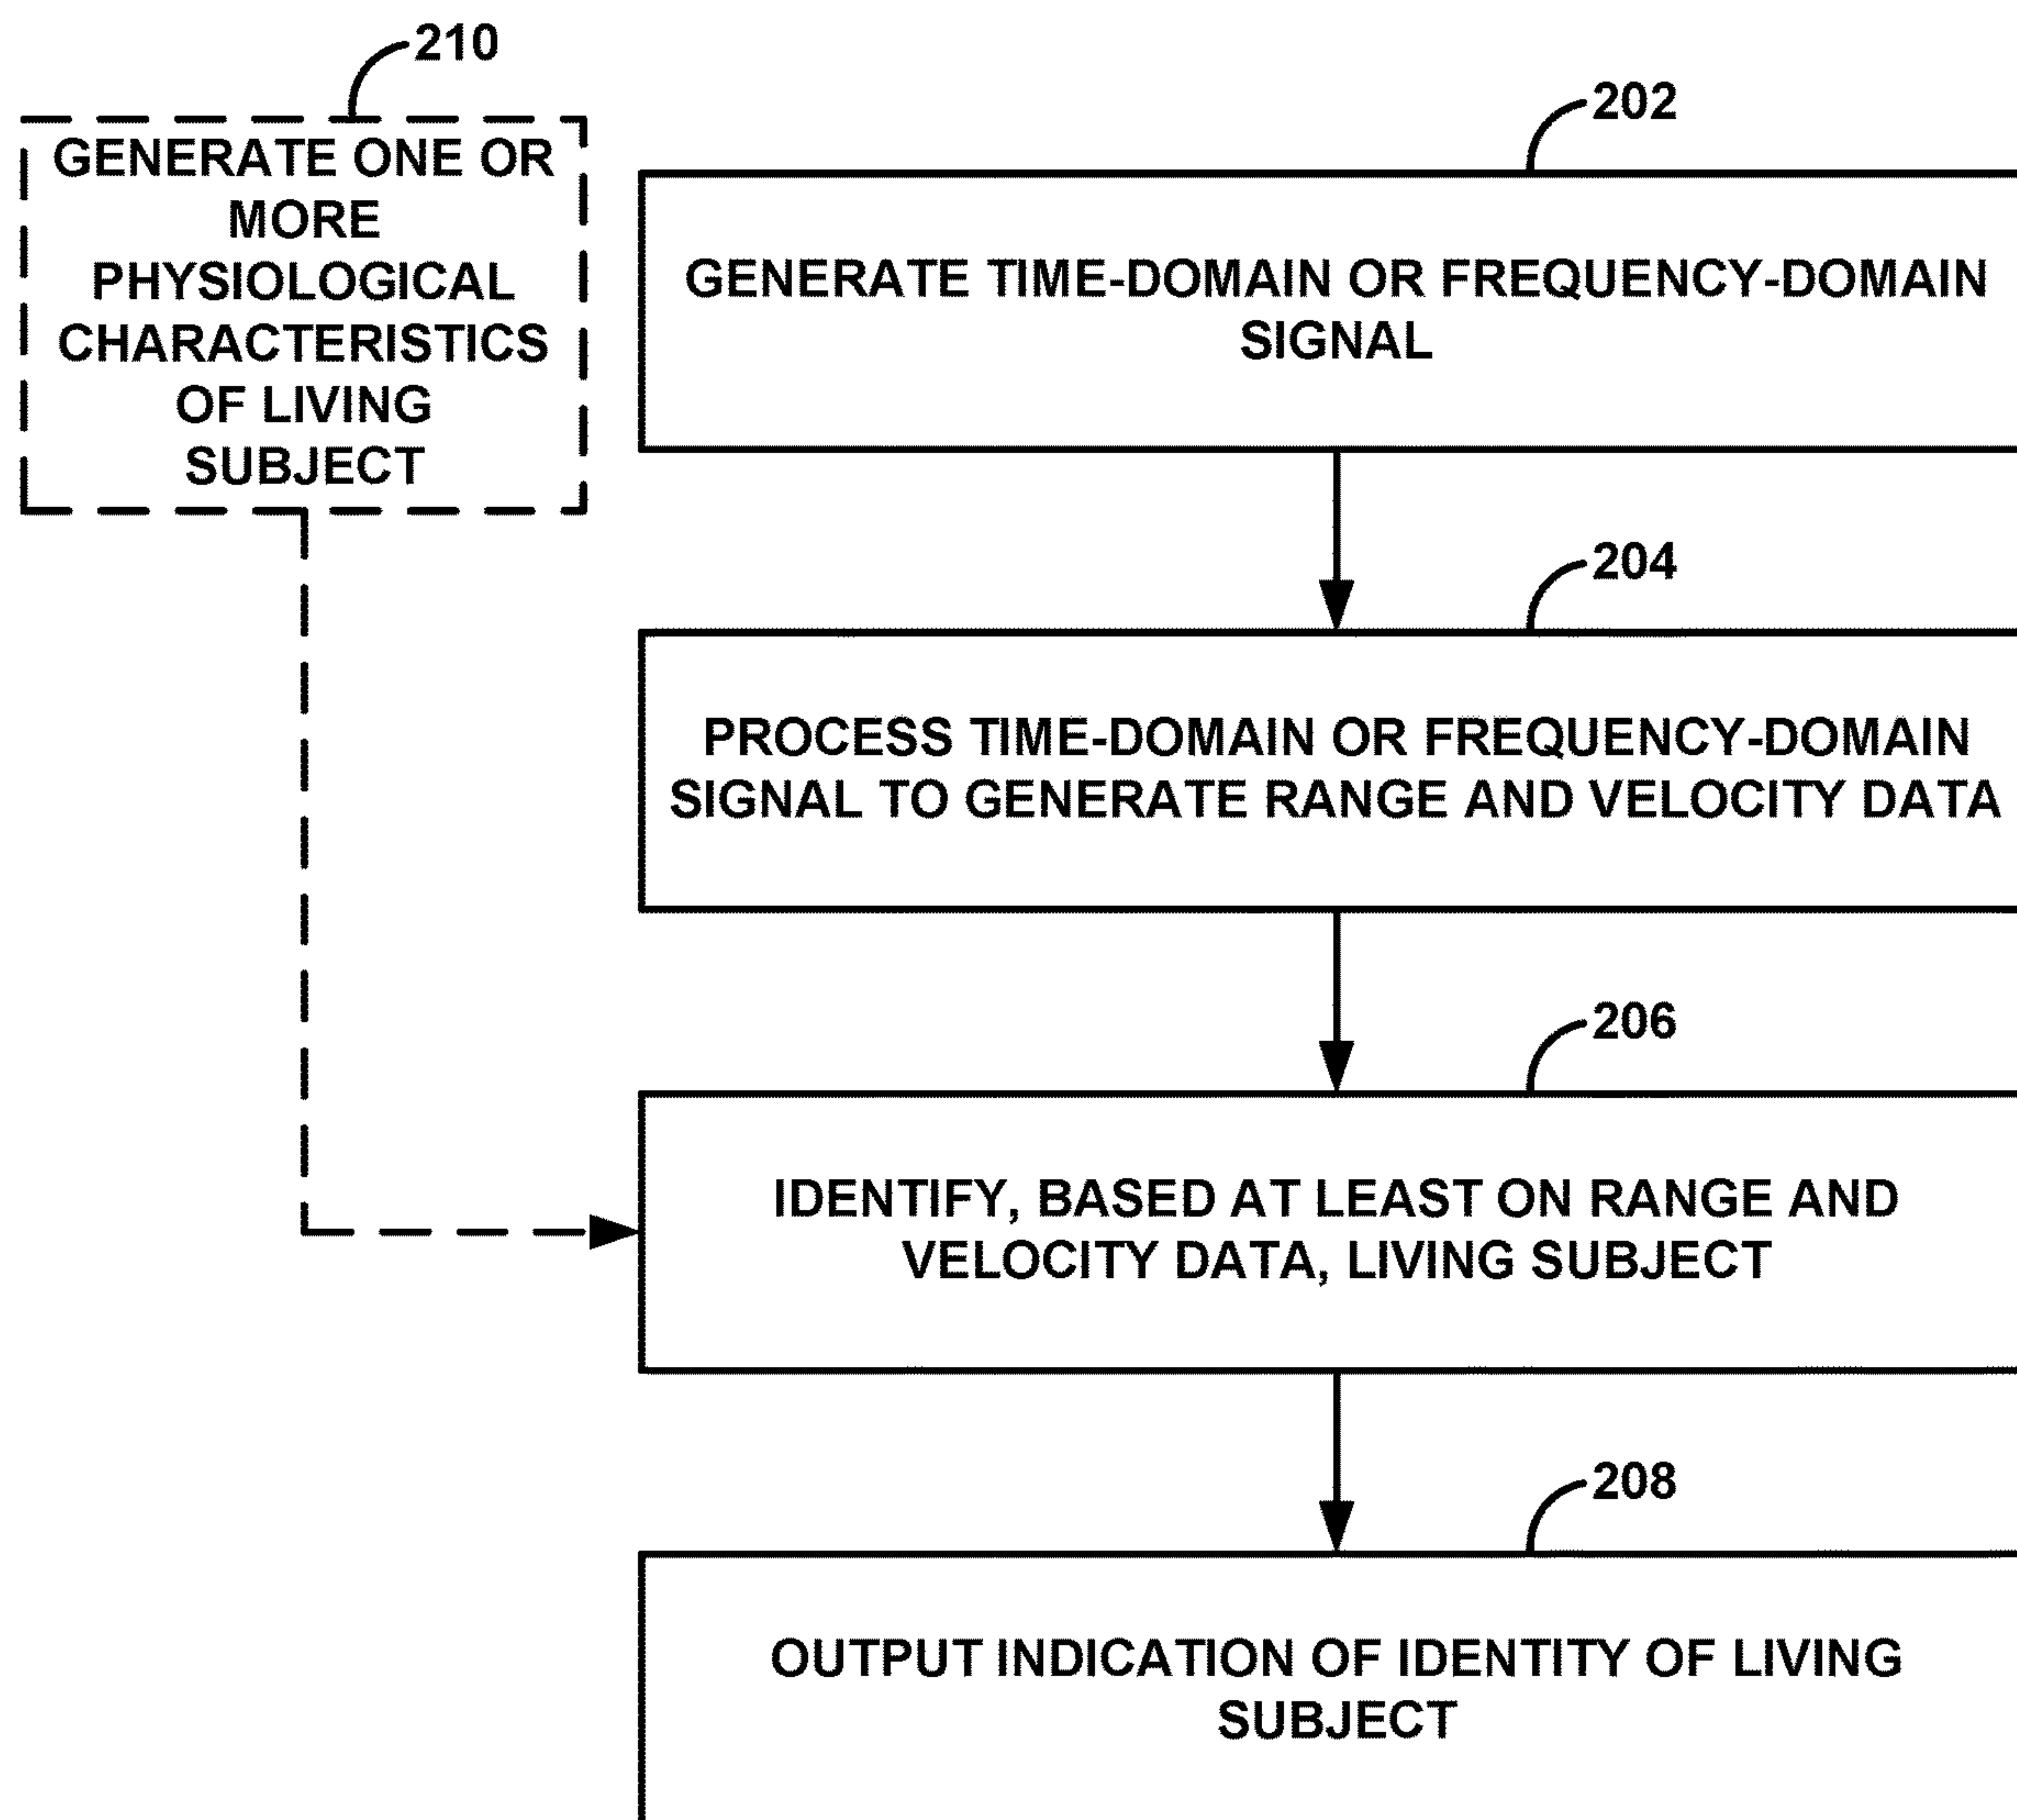 210
GENERATE ONE OR
MORE
PHYSIOLOGICAL
CHARACTERISTICS
OF LIVING
SUBJECT
202
GENERATE TIME-DOMAIN OR FREQUENCY-DOMAIN
SIGNAL
204
PROCESS TIME-DOMAIN OR FREQUENCY-DOMAIN
SIGNAL TO GENERATE RANGE AND VELOCITY DATA
206
IDENTIFY, BASED AT LEAST ON RANGE AND
VELOCITY DATA, LIVING SUBJECT
208
OUTPUT INDICATION OF IDENTITY OF LIVING
SUBJECT